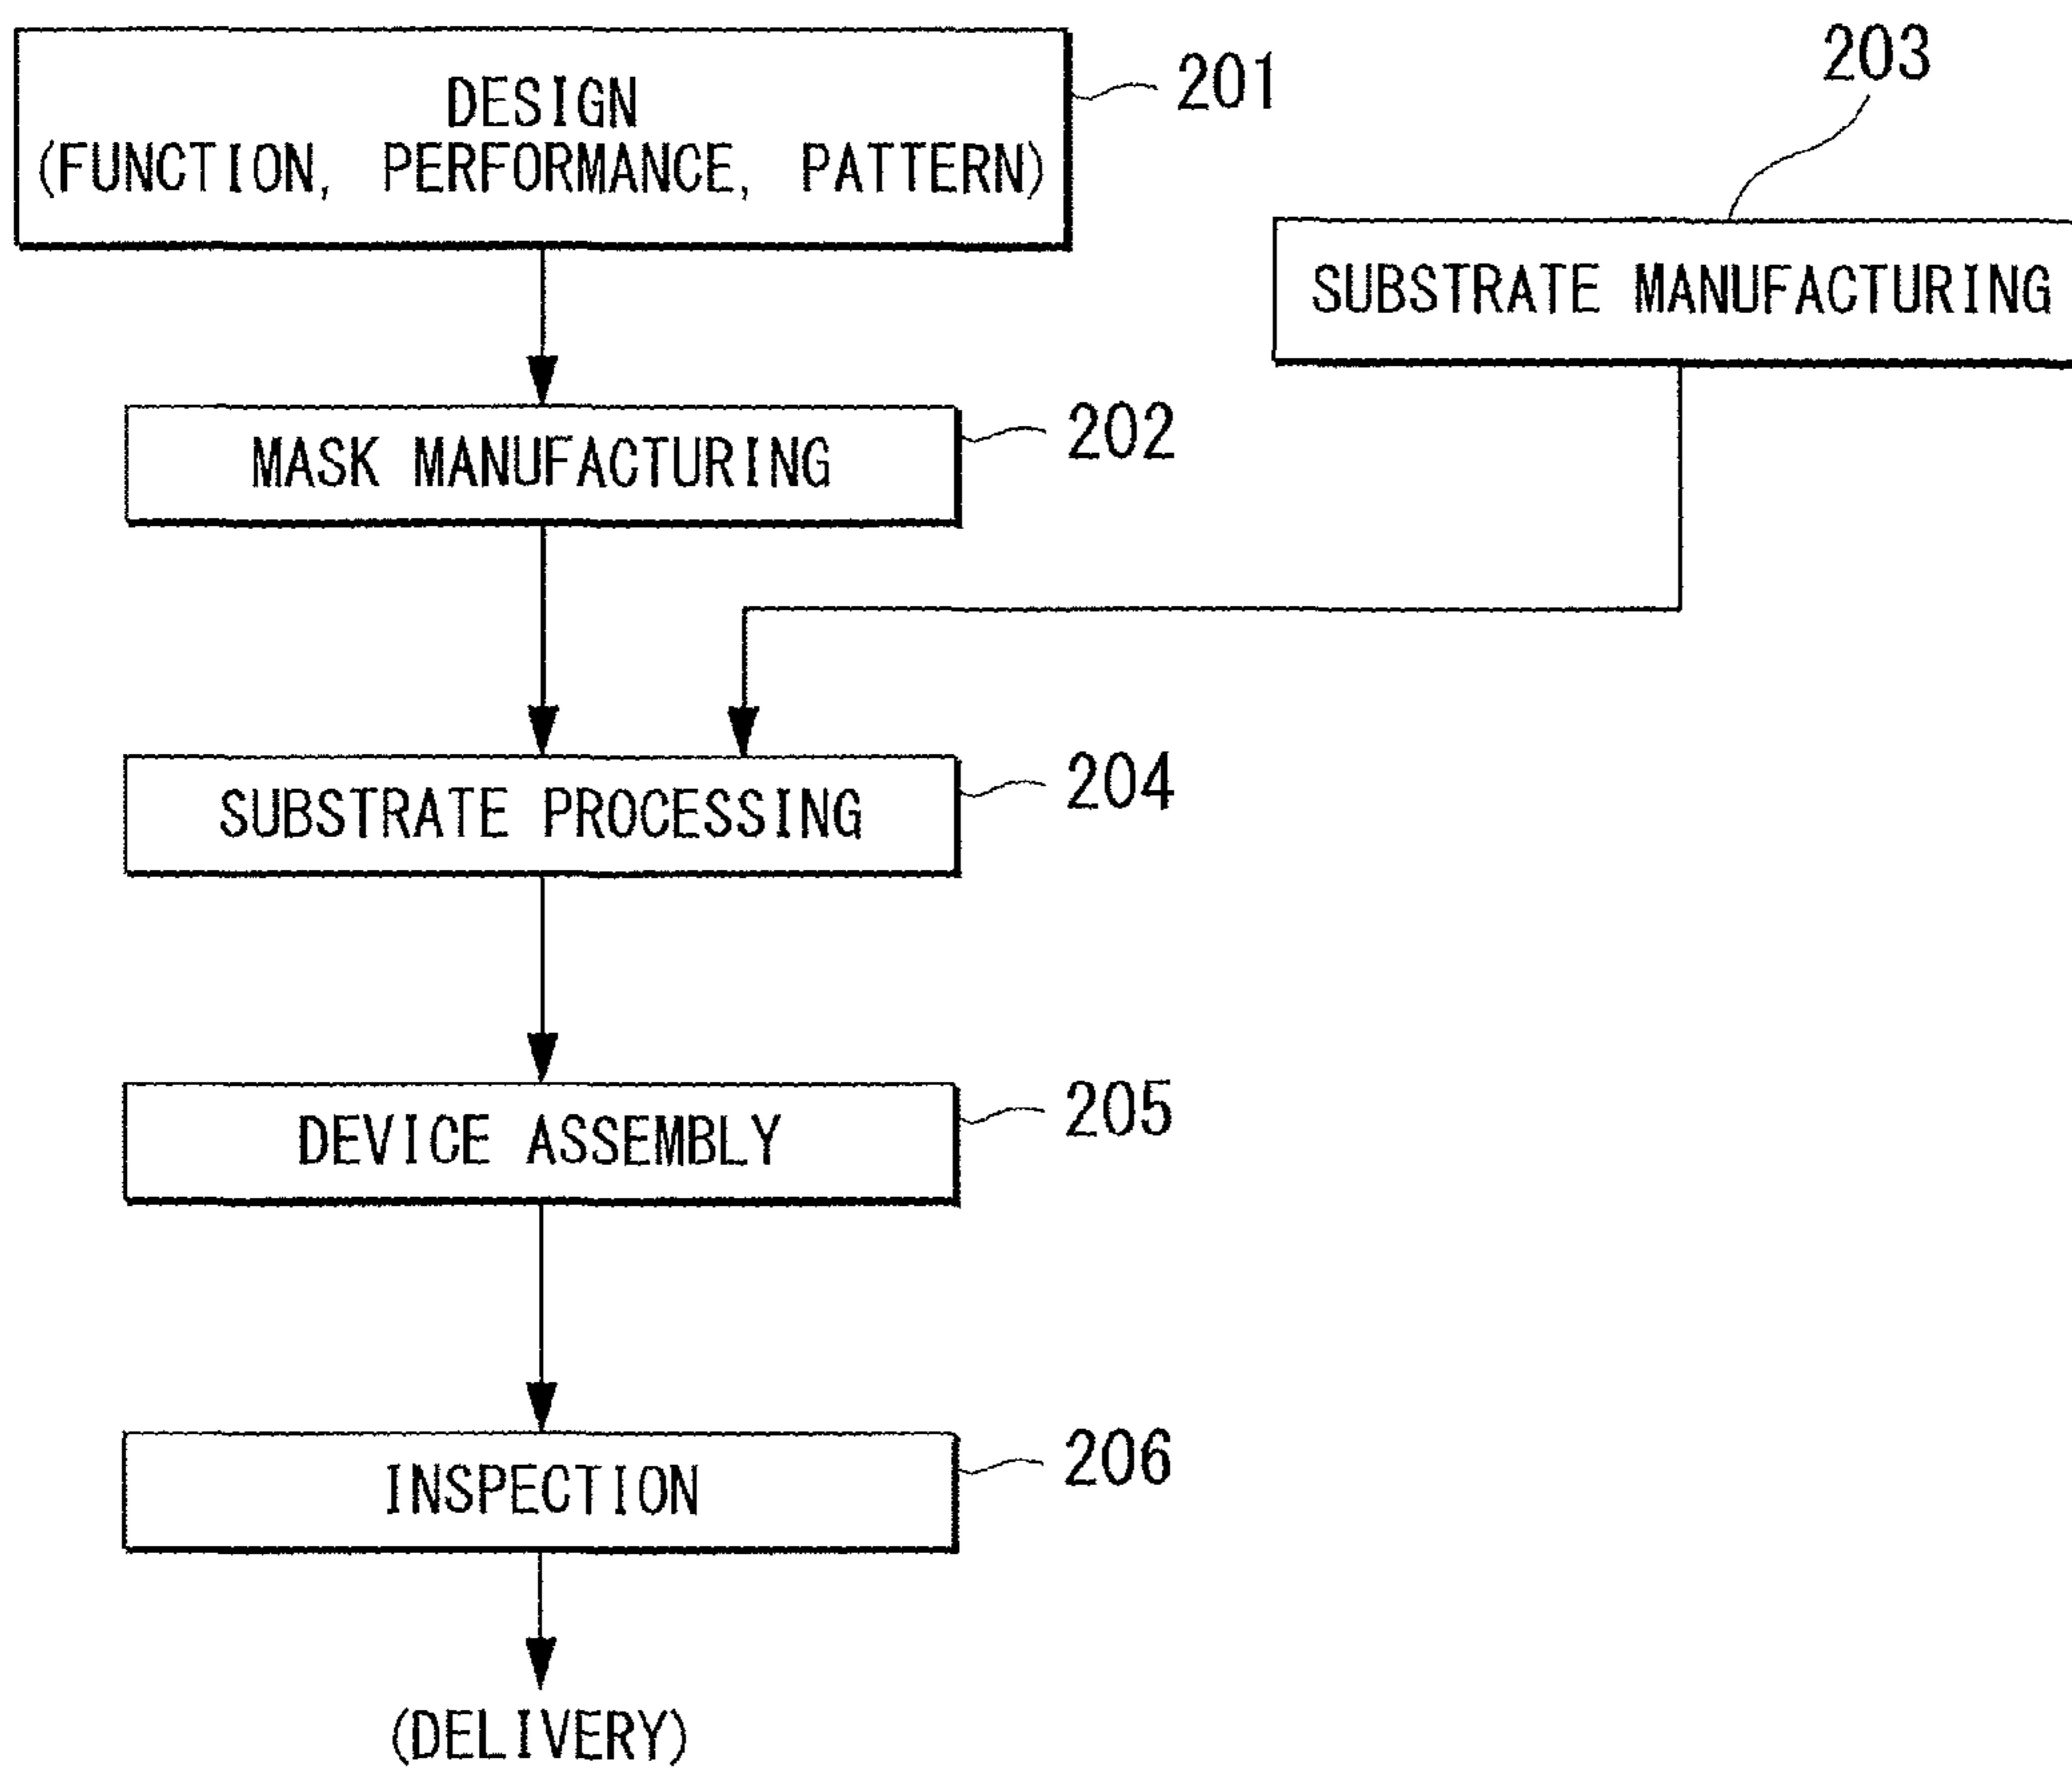 DESIGN
(FUNCTION, PERFORMANCE, PATTERN)
201
203
SUBSTRATE MANUFACTURING
MASK MANUFACTURING
202
SUBSTRATE PROCESSING
204
DEVICE ASSEMBLY
205
INSPECTION
206
(DELIVERY)